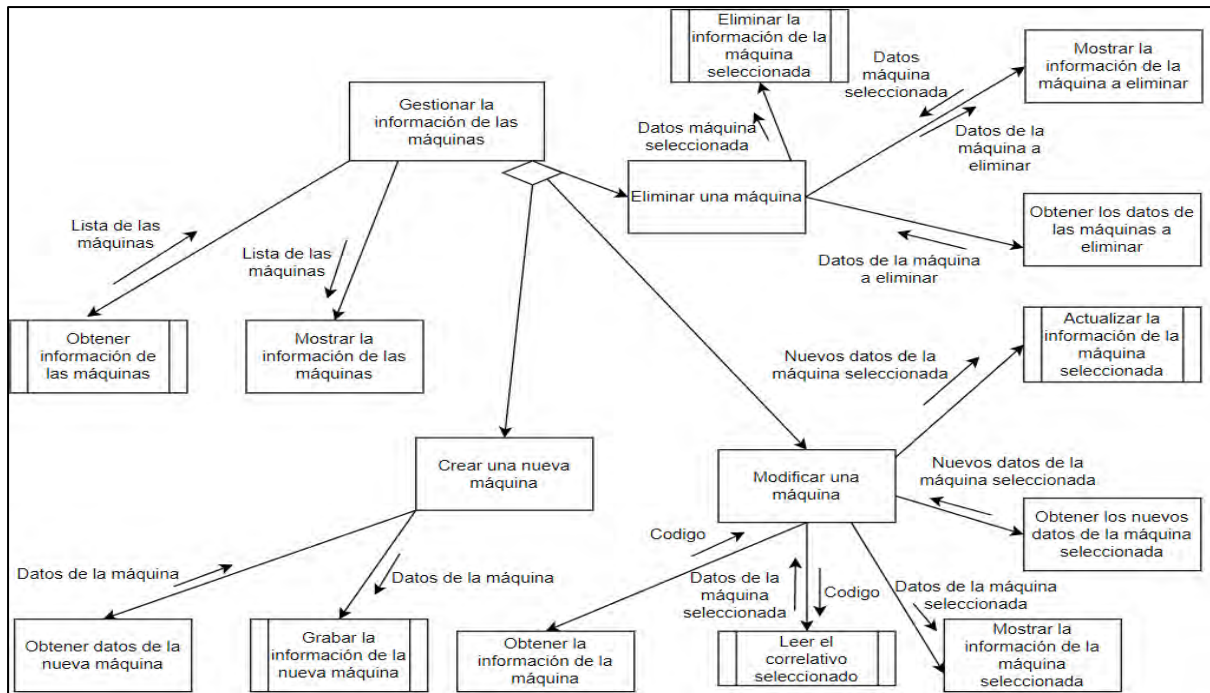 Eliminar la
información de la
máquina
seleccionada
Mostrar la
información de la
máquina a eliminar
Datos
máquina
seleccionada
Gestionar la
información de las
máquinas
Datos máquina
seleccionada
Datos de la
máquina a
eliminar
Eliminar una máquina
Lista de las
máquinas
Lista de las
máquinas
Obtener los datos de
las máquinas a
eliminar
Datos de la máquina
a eliminar
Obtener
información de
las máquinas
Mostrar la
información de las
máquinas
Actualizar la
información de la
máquina
seleccionada
Nuevos datos de la
máquina seleccionada
Crear una nueva
máquina
Modificar una
máquina
Nuevos datos de la
máquina seleccionada
Obtener los nuevos
datos de la máquina
seleccionada
Codigo
Datos de la máquina
Datos de la máquina
Datos de la
máquina
seleccionada
Codigo
Datos de la máquina
seleccionada
Obtener datos de la
nueva máquina
Grabar la
información de la
nueva máquina
Obtener la
información de la
máquina
Leer el
correlativo
seleccionado
Mostrar la
información de la
máquina
seleccionada